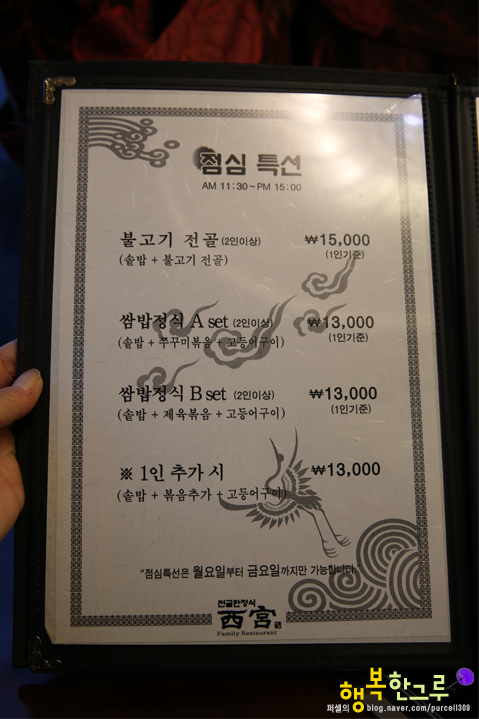 점심 특선
AM 11:30~PM 15:00
불고기 전골 (2인이상) ₩15,000
(솥밥 + 불고기 전골) (1인기준)
쌈밥정식 A set (2인이상) ₩13,000
(솥밥 + 쭈꾸미볶음 + 고등어구이) (1인기준)
쌈밥정식 B set (2인이상) ₩13,000
(솥밥 + 제육볶음 + 고등어구이) (1인기준)
※ 1인 추가 시 ₩13,000
(솥밥 + 볶음추가 + 고등어구이)
"점심특선은 월요일부터 금요일까지만 가능합니다."
전골한정식
西宮
Family Restaurant
행복한그루
퍼셀의 blog.naver.com/purcell309